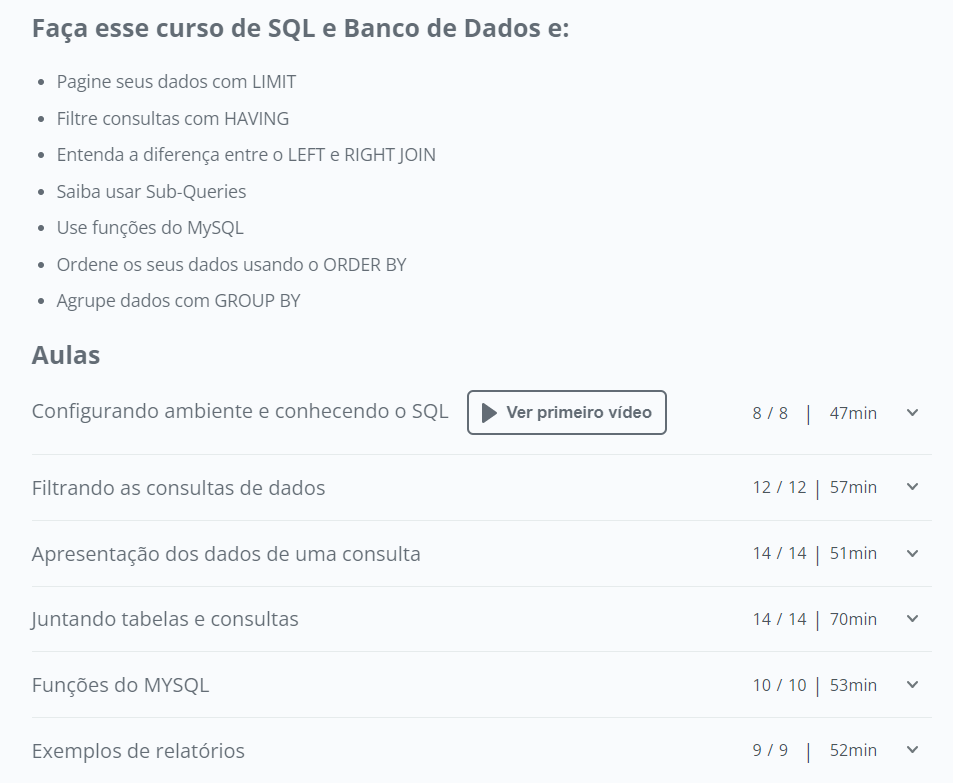 Faça esse curso de SQL e Banco de Dados e:
• Pagine seus dados com LIMIT
• Filtre consultas com HAVING
• Entenda a diferença entre o LEFT e RIGHT JOIN
• Saiba usar Sub-Queries
• Use funções do MySQL
• Ordene os seus dados usando o ORDER BY
• Agrupe dados com GROUP BY
Aulas
Configurando ambiente e conhecendo o SQL Ver primeiro vídeo 8 / 8 | 47min
Filtrando as consultas de dados 12 / 12 | 57min
Apresentação dos dados de uma consulta 14 / 14 | 51min
Juntando tabelas e consultas 14 / 14 | 70min
Funções do MYSQL 10 / 10 | 53min
Exemplos de relatórios 9 / 9 | 52min